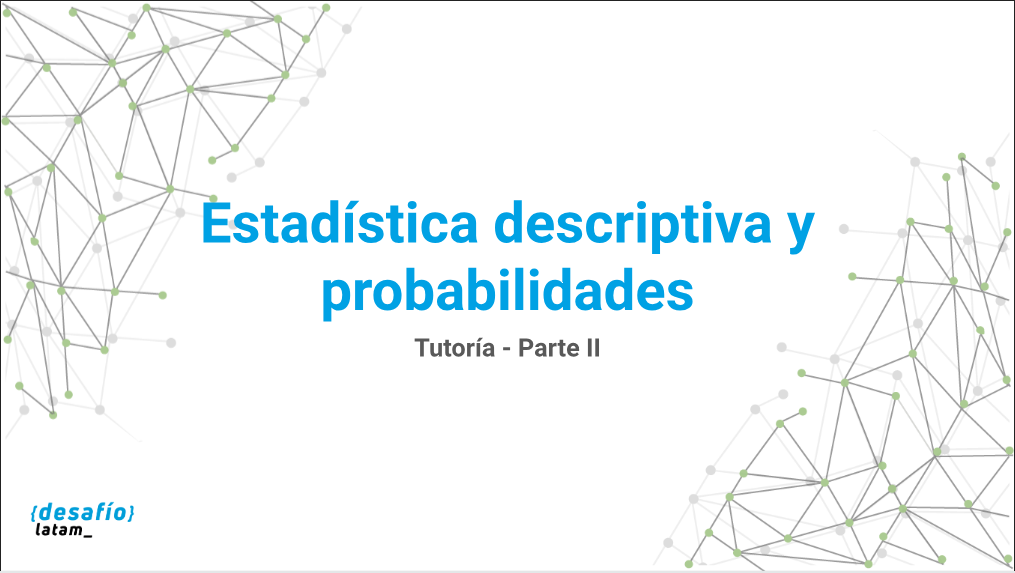 Estadística descriptiva y
probabilidades
Tutoría - Parte II
{desafío}
latam_